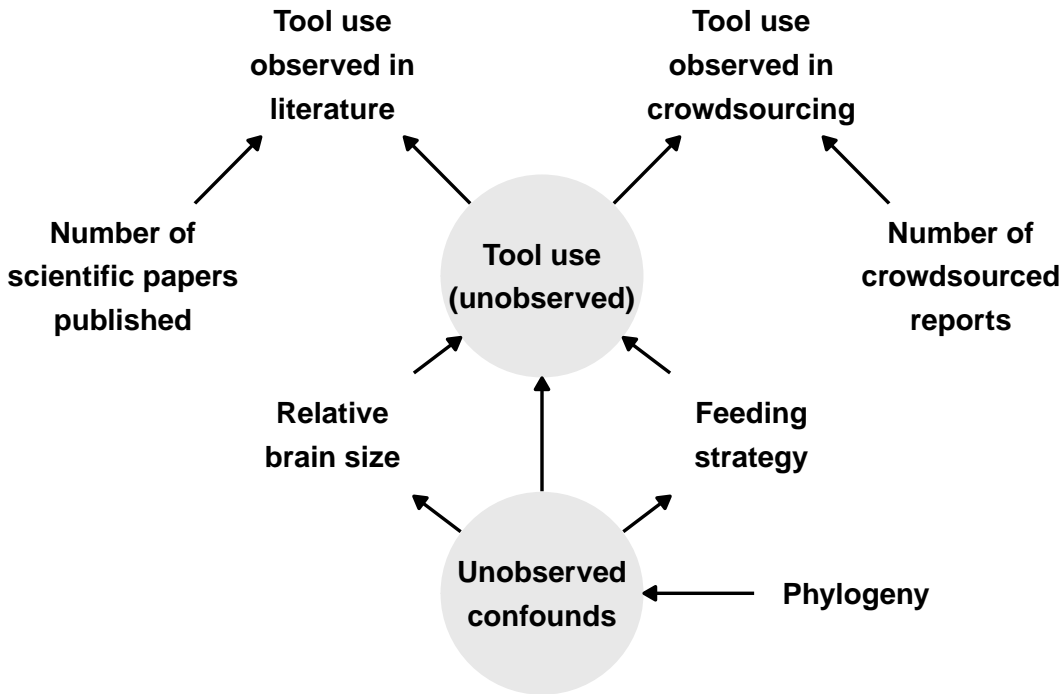 Tool use
observed in
literature
Tool use
observed in
crowdsourcing
Number of
scientific papers
published
Tool use
(unobserved)
Number of
crowdsourced
reports
Relative
brain size
Feeding
strategy
Unobserved
confounds
Phylogeny